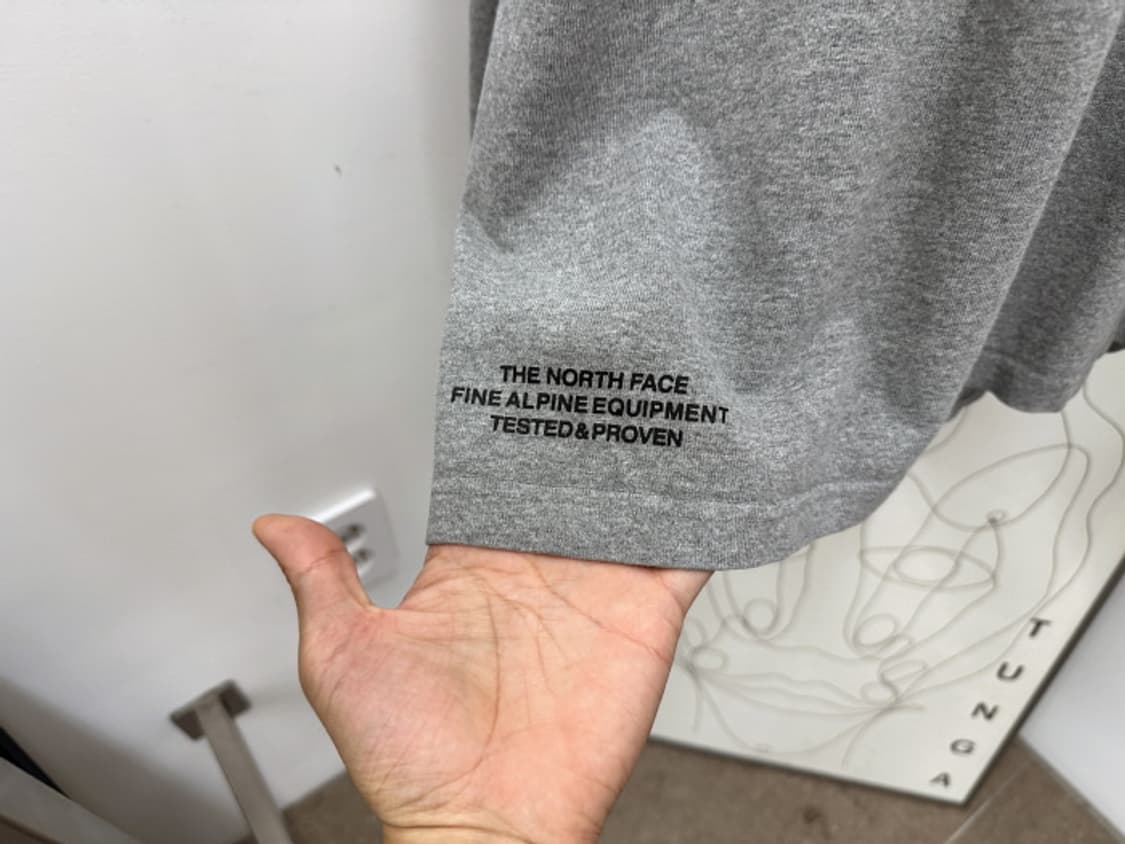 THE NORTH FACE
FINE ALPINE EQUIPMENT
TESTED&PROVEN
TUNGA